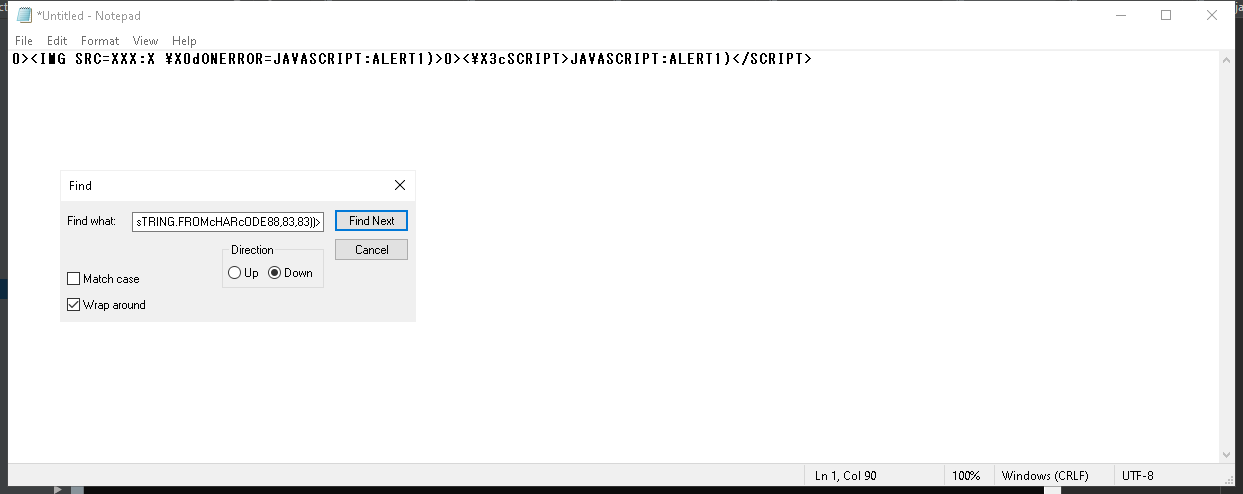 *Untitled - Notepad
File Edit Format View Help
0><IMG SRC=XXX:X ¥X0dONERROR=JAVASCRIPT:ALERT1)>0><¥X3cSCRIPT>JAVASCRIPT:ALERT1)</SCRIPT>
Find
Find what: sTRING.FROMcHARcODE88,83,83))> Find Next
Direction Cancel
Up Down
Match case
Wrap around
Ln 1, Col 90 100% Windows (CRLF) UTF-8